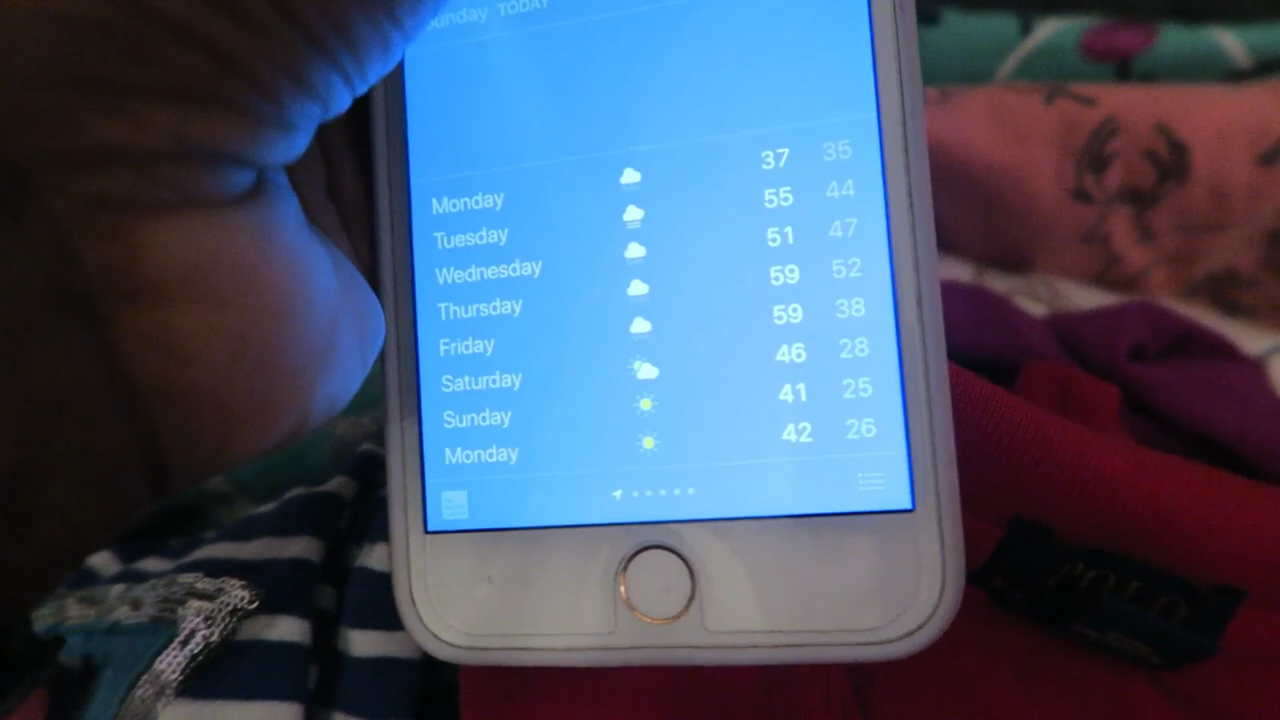 Sunday TODAY
Monday 37 35
Tuesday 55 44
Wednesday 51 47
Thursday 59 52
Friday 59 38
Saturday 46 28
Sunday 41 25
Monday 42 26
POLO